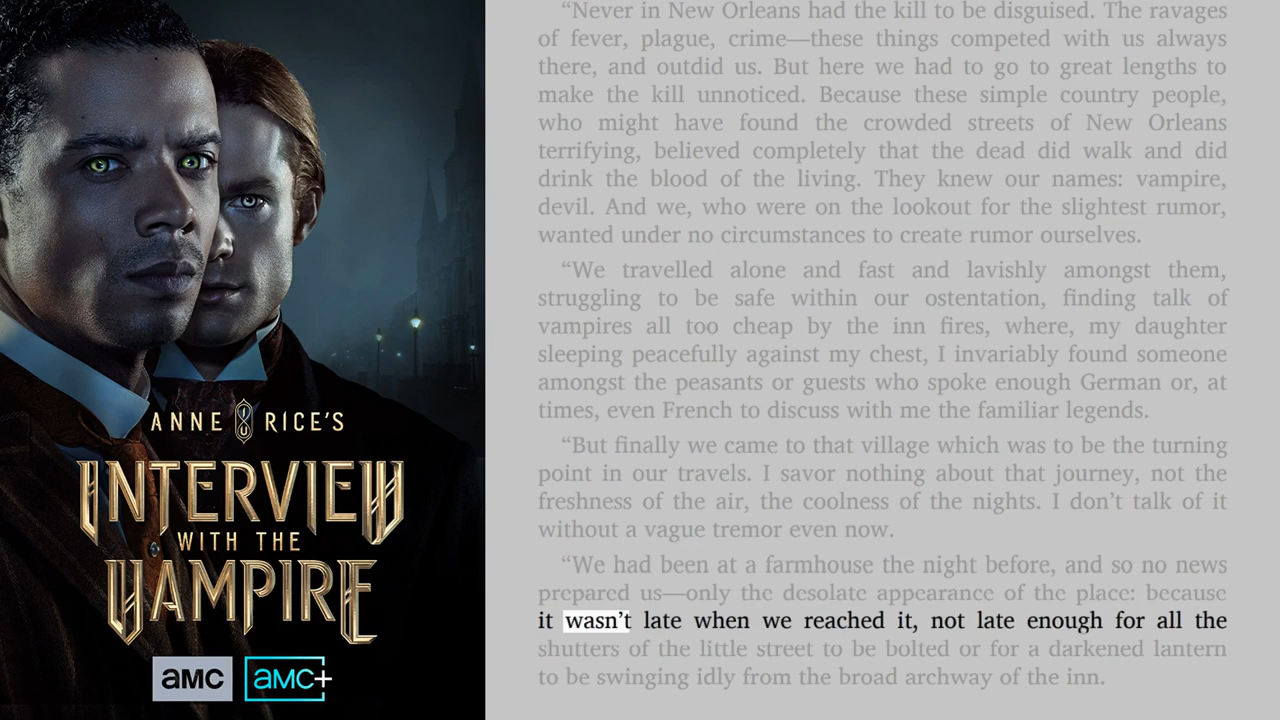 ANNE RICE'S
INTERVIEW
WITH THE
VAMPIRE
amc
amc+
“Never in New Orleans had the kill to be disguised. The ravages
of fever, plague, crime—these things competed with us always
there, and outdid us. But here we had to go to great lengths to
make the kill unnoticed. Because these simple country people,
who might have found the crowded streets of New Orleans
terrifying, believed completely that the dead did walk and did
drink the blood of the living. They knew our names: vampire,
devil. And we, who were on the lookout for the slightest rumor,
wanted under no circumstances to create rumor ourselves.
“We travelled alone and fast and lavishly amongst them,
struggling to be safe within our ostentation, finding talk of
vampires all too cheap by the inn fires, where, my daughter
sleeping peacefully against my chest, I invariably found someone
amongst the peasants or guests who spoke enough German or, at
times, even French to discuss with me the familiar legends.
“But finally we came to that village which was to be the turning
point in our travels. I savor nothing about that journey, not the
freshness of the air, the coolness of the nights. I don’t talk of it
without a vague tremor even now.
“We had been at a farmhouse the night before, and so no news
prepared us—only the desolate appearance of the place: because
it wasn’t late when we reached it, not late enough for all the
shutters of the little street to be bolted or for a darkened lantern
to be swinging idly from the broad archway of the inn.